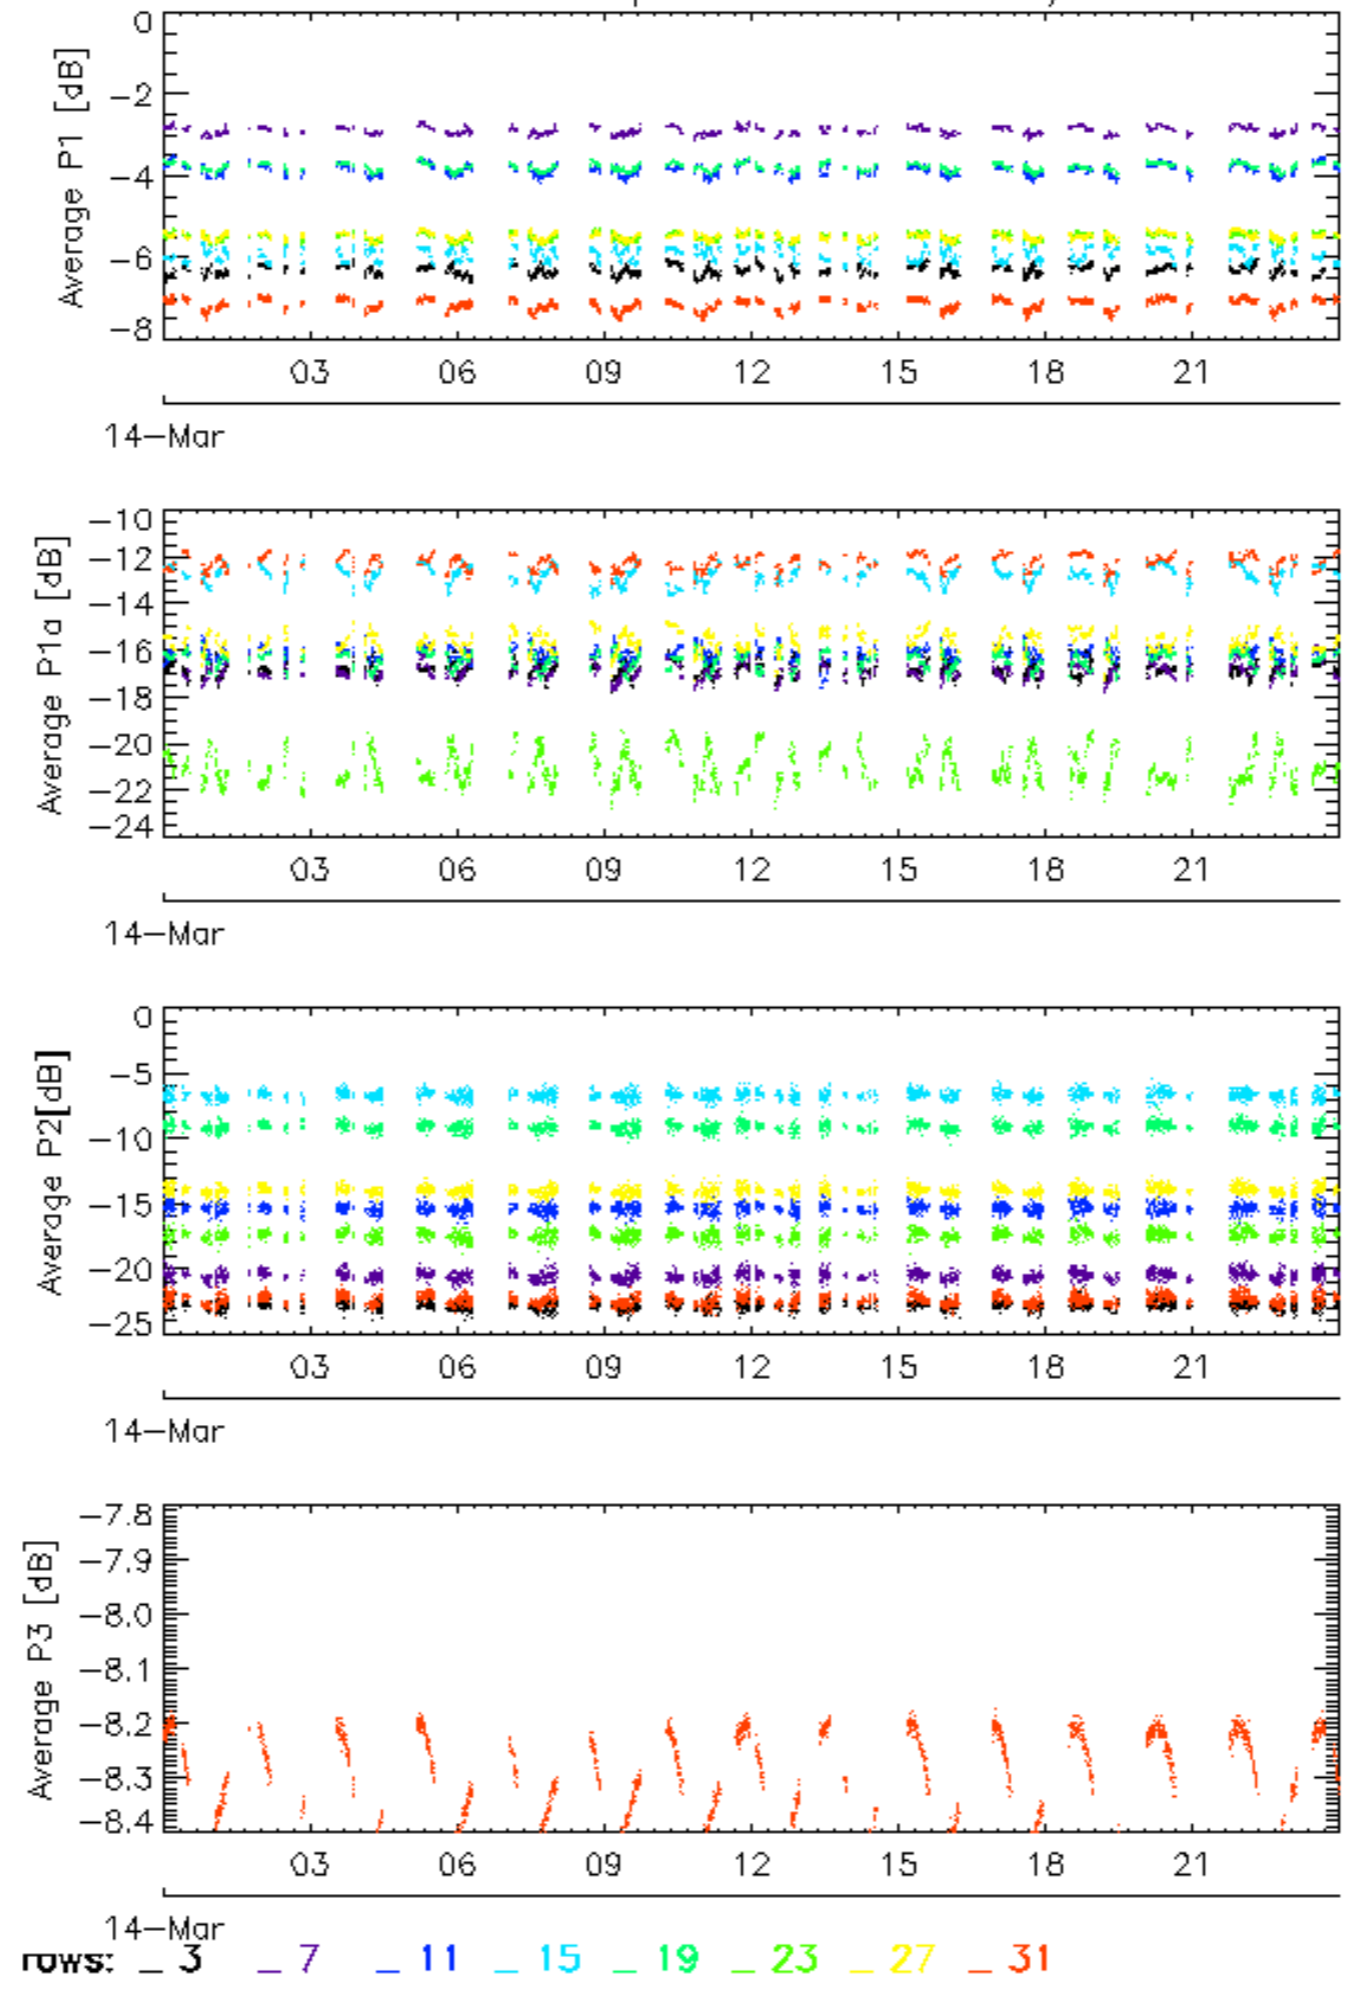 Average P1 [dB]
0
−2
−4
−6
−8
03 06 09 12 15 18 21
14−Mar
Average P1a [dB]
−10
−12
−14
−16
−18
−20
−22
−24
03 06 09 12 15 18 21
14−Mar
Average P2[dB]
0
−5
−10
−15
−20
−25
03 06 09 12 15 18 21
14−Mar
Average P3 [dB]
−7.8
−7.9
−8.0
−8.1
−8.2
−8.3
−8.4
03 06 09 12 15 18 21
14−Mar
rows: _ 3 _ 7 _ 11 _ 15 _ 19 _ 23 _ 27 _ 31